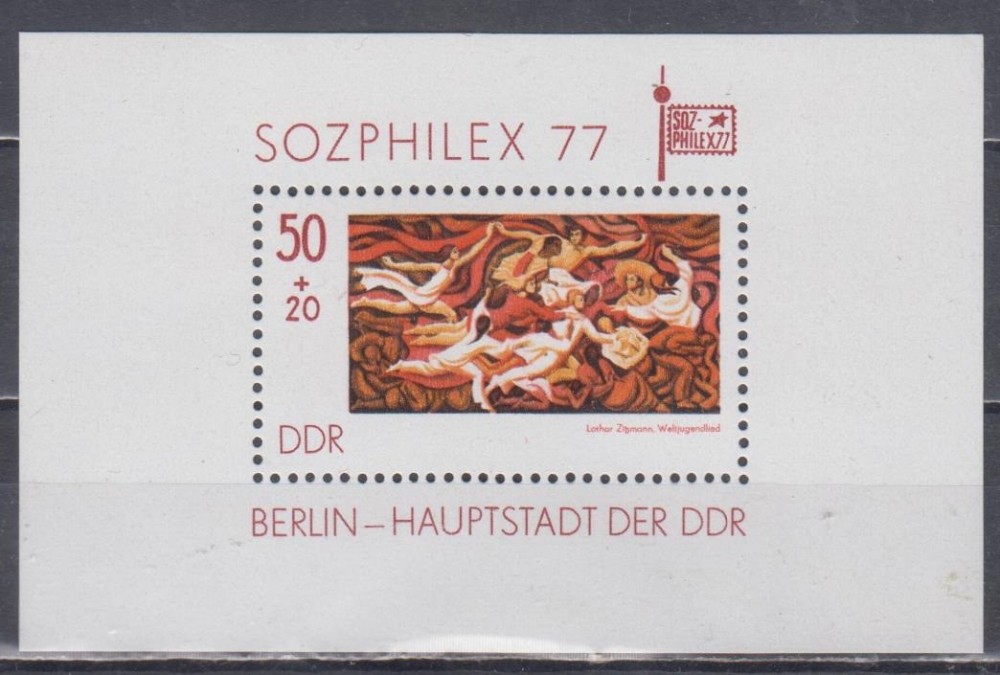 SOZPHILEX 77
SOZ-
PHILEX77
50
+
20
DDR
Lothar Zitzmann, Weltjugendlied
BERLIN – HAUPTSTADT DER DDR